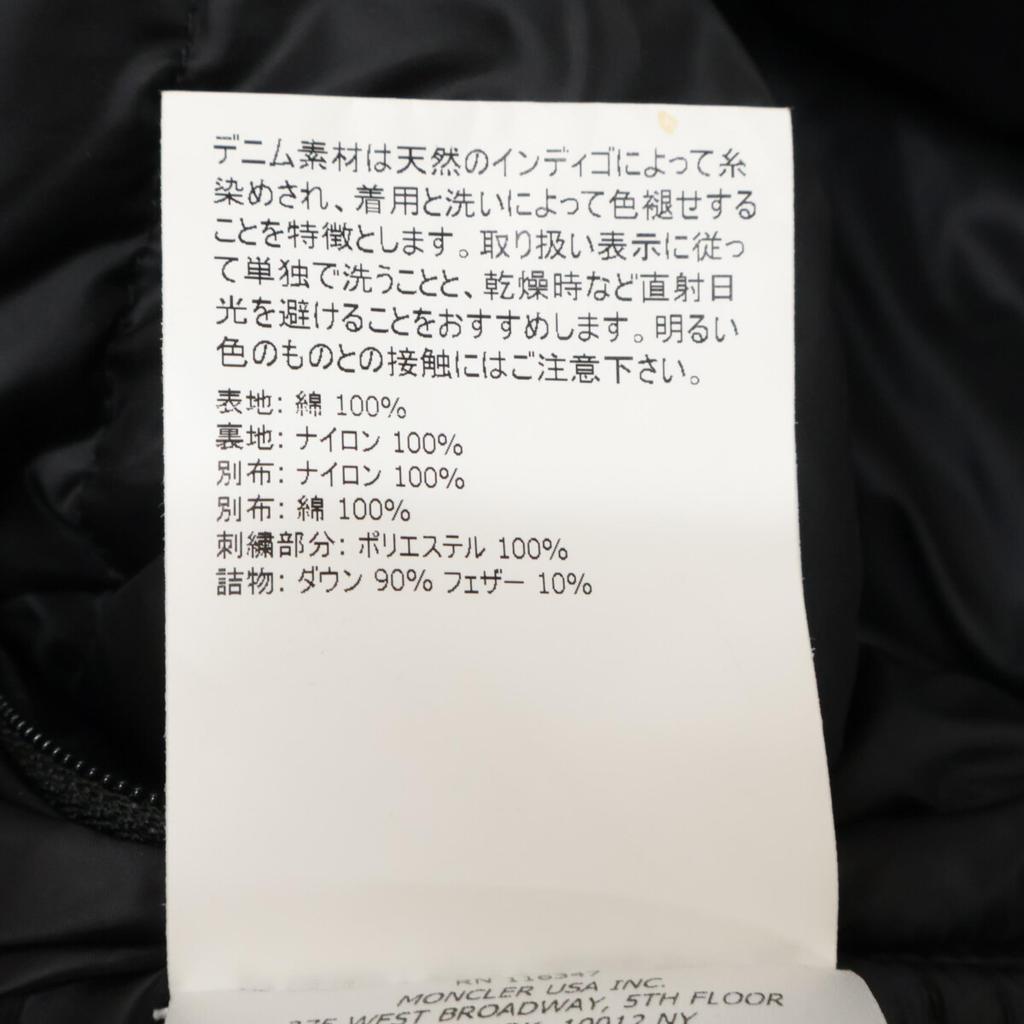 デニム素材は天然のインディゴによって糸
染めされ、着用と洗いによって色褪せする
ことを特徴とします。取り扱い表示に従っ
て単独で洗うことと、乾燥時など直射日
光を避けることをおすすめします。明るい
色のものとの接触にはご注意下さい。
表地: 綿 100%
裏地: ナイロン 100%
別布: ナイロン 100%
別布: 綿 100%
刺繍部分: ポリエステル 100%
詰物: ダウン 90% フェザー 10%
RN 116347
MONCLER USA INC.
WEST BROADWAY, 5TH FLOOR
10012 NY